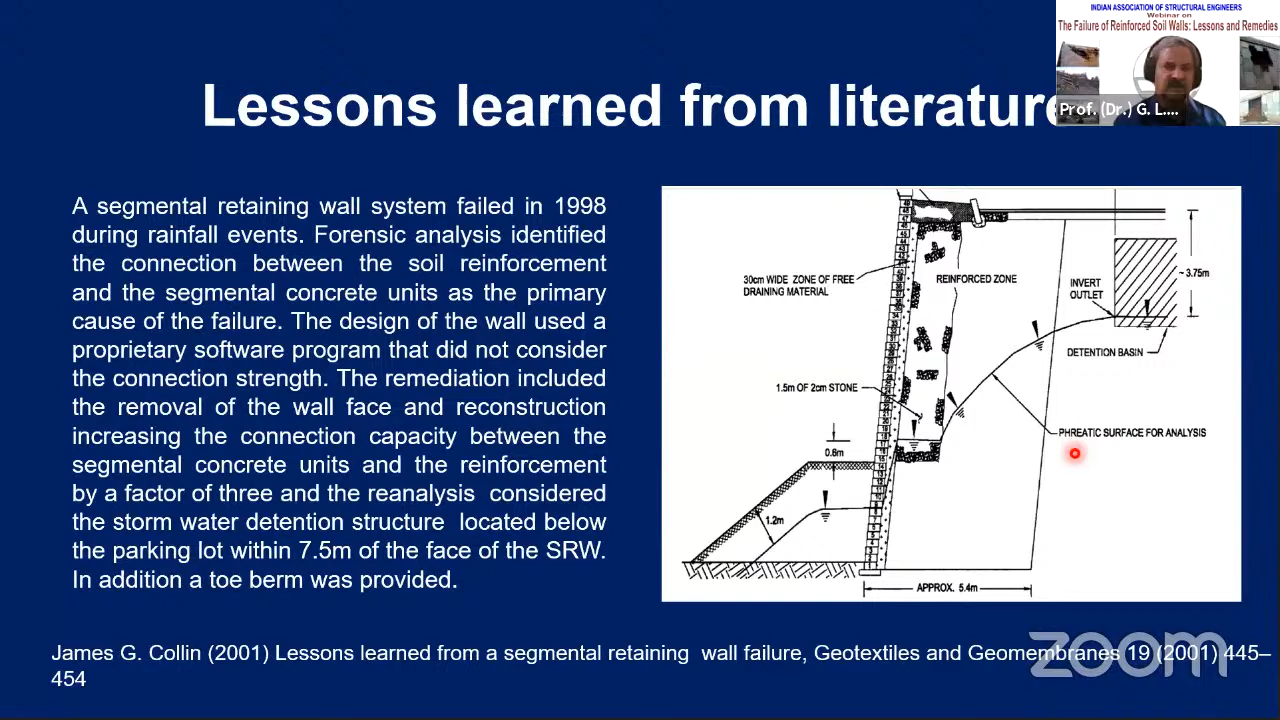 INDIAN ASSOCIATION OF STRUCTURAL ENGINEERS
Webinar on
The Failure of Reinforced Soil Walls: Lessons and Remedies
Prof. (Dr.) G. L....
Lessons learned from literature
A segmental retaining wall system failed in 1998
during rainfall events. Forensic analysis identified
the connection between the soil reinforcement
and the segmental concrete units as the primary
cause of the failure. The design of the wall used a
proprietary software program that did not consider
the connection strength. The remediation included
the removal of the wall face and reconstruction
increasing the connection capacity between the
segmental concrete units and the reinforcement
by a factor of three and the reanalysis considered
the storm water detention structure located below
the parking lot within 7.5m of the face of the SRW.
In addition a toe berm was provided.
30cm WIDE ZONE OF FREE
DRAINING MATERIAL
REINFORCED ZONE
INVERT
OUTLET
~ 3.75m
DETENTION BASIN
1.5m OF 2cm STONE
PHREATIC SURFACE FOR ANALYSIS
0.6m
1.2m
APPROX. 5.4m
James G. Collin (2001) Lessons learned from a segmental retaining wall failure, Geotextiles and Geomembranes 19 (2001) 445–
454
zoom